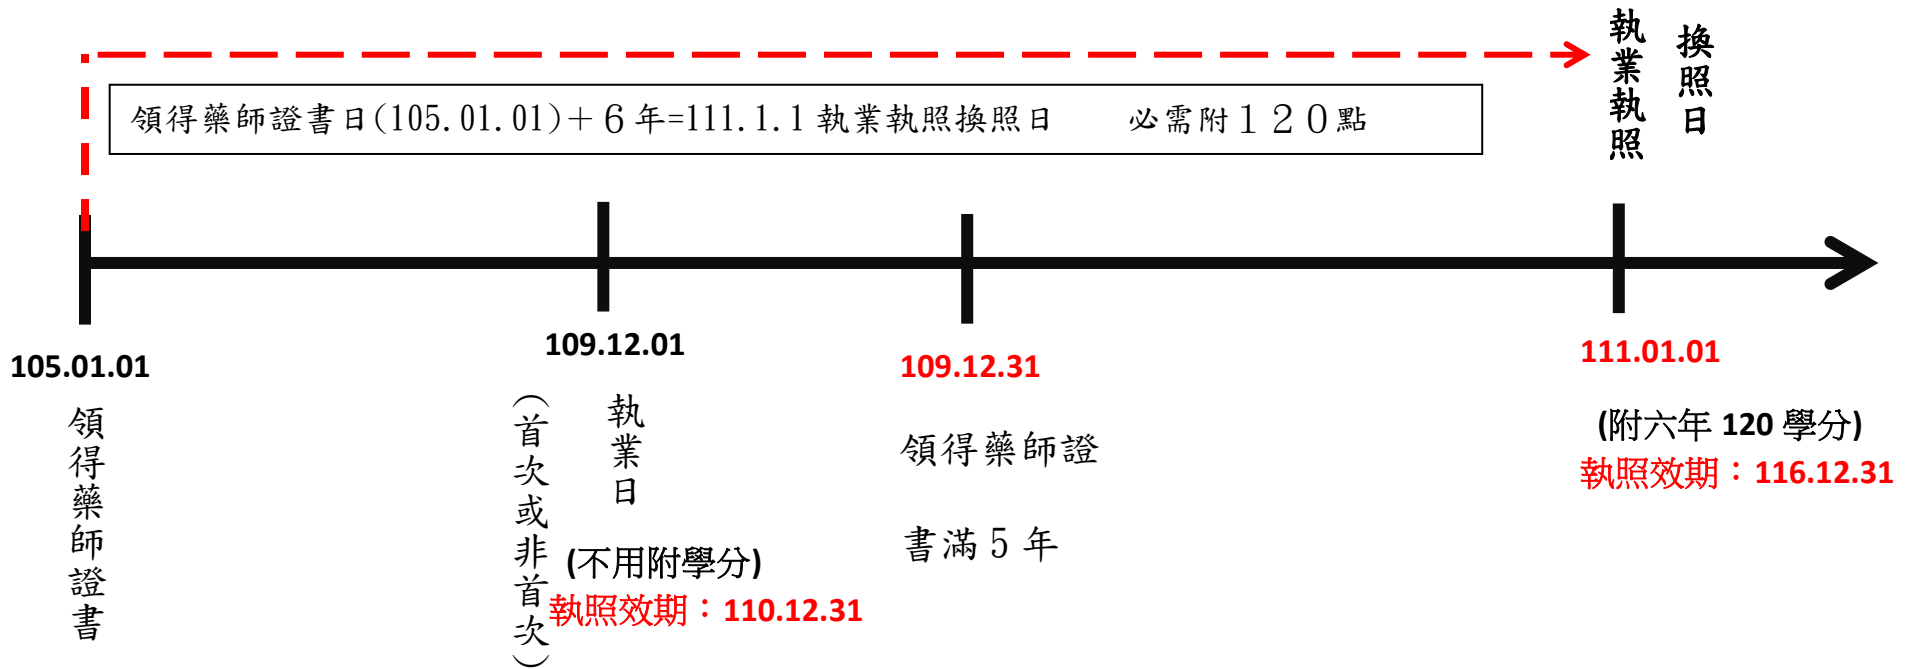 執業執照
換照日
領得藥師證書日(105.01.01)＋６年=111.1.1執業執照換照日　　必需附１２０點
105.01.01
領得藥師證書
109.12.01
執業日
（首次或非首次）
(不用附學分)
執照效期：110.12.31
109.12.31
領得藥師證
書滿5年
111.01.01
(附六年 120 學分)
執照效期：116.12.31